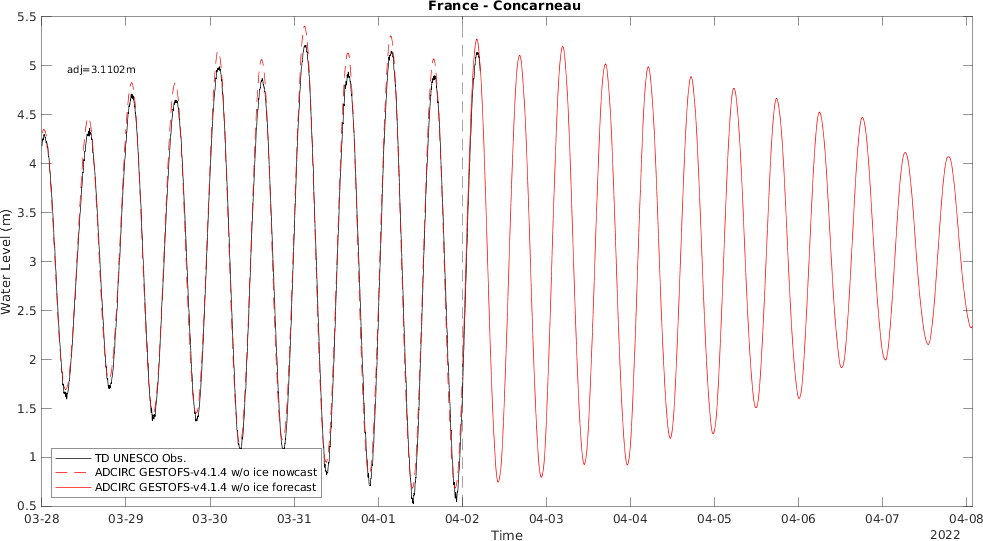 France - Concarneau
adj=3.1102m
5.5
5
4.5
4
3.5
3
2.5
2
1.5
1
0.5
Water Level (m)
TD UNESCO Obs.
ADCIRC GESTOFS-v4.1.4 w/o ice nowcast
ADCIRC GESTOFS-v4.1.4 w/o ice forecast
03-28 03-29 03-30 03-31 04-01 04-02 04-03 04-04 04-05 04-06 04-07 04-08
Time
2022